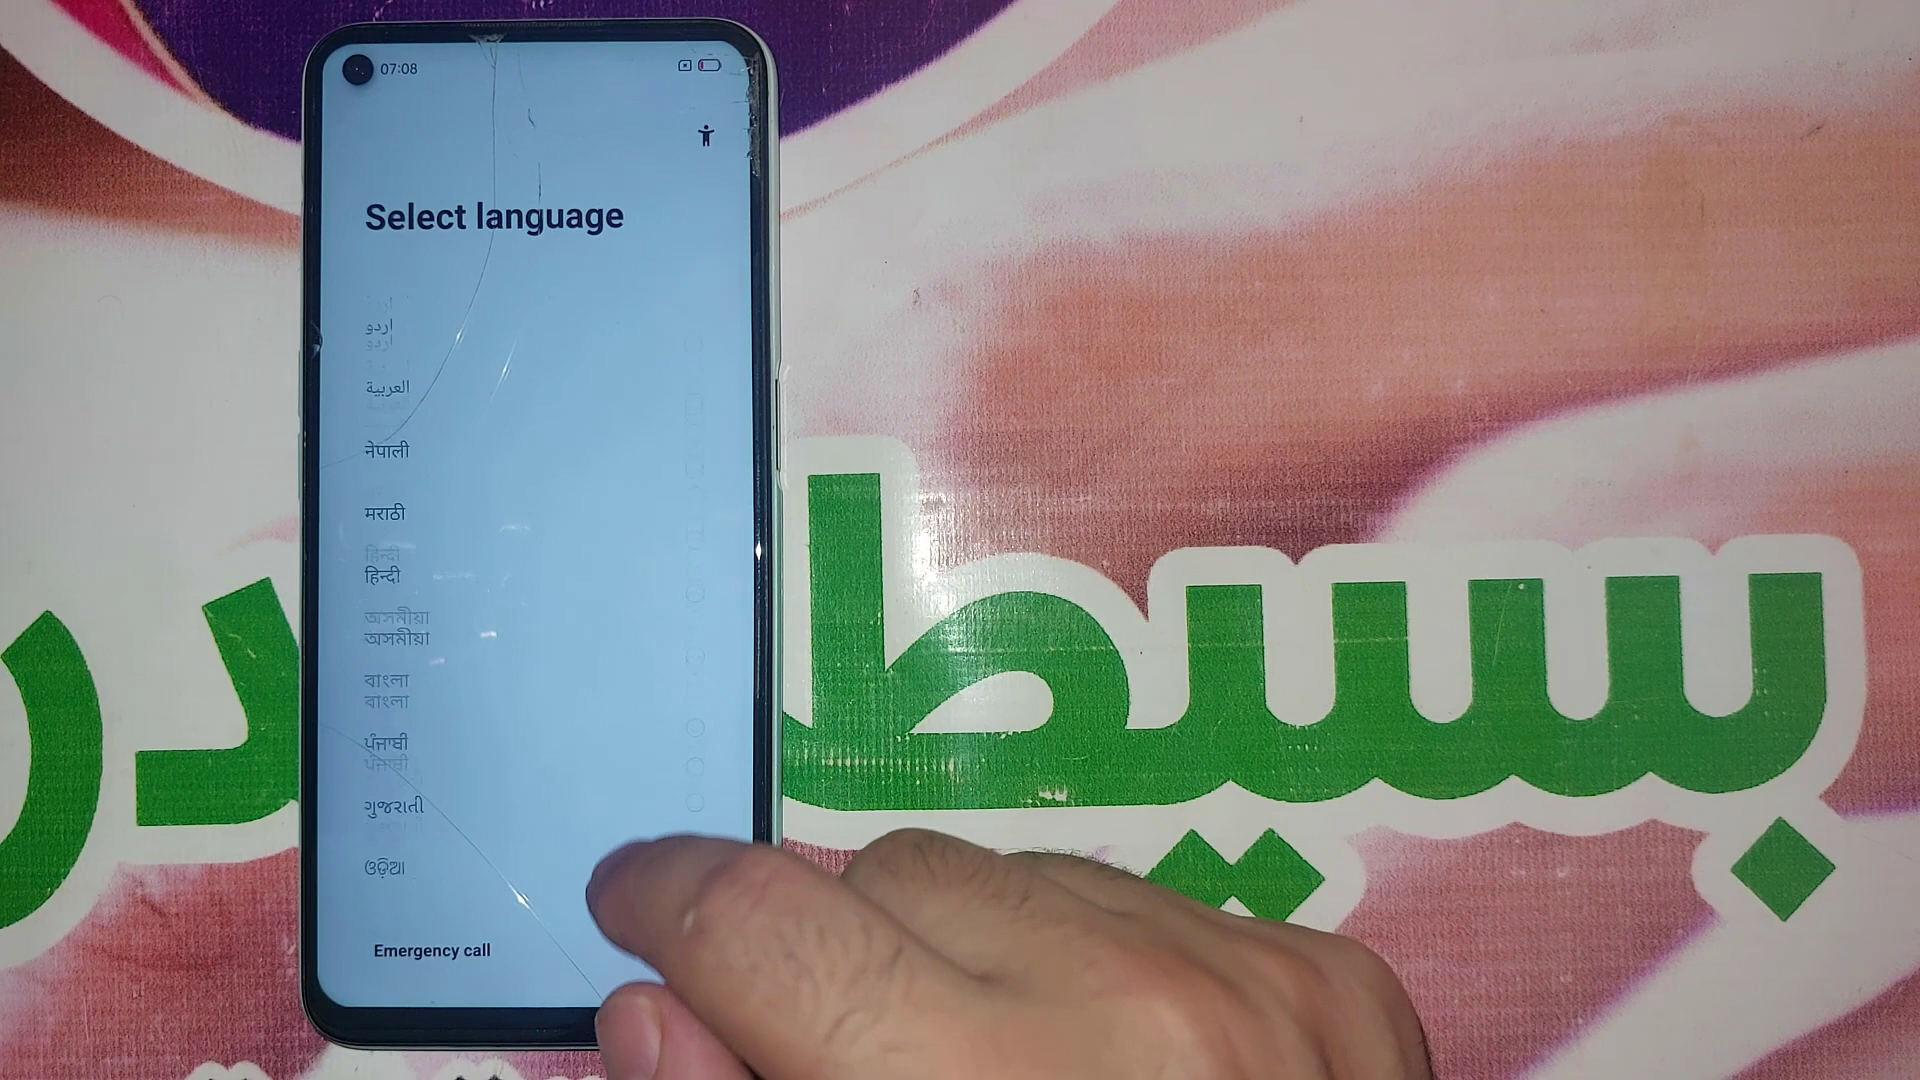 07:08
Select language
اردو
العربية
नेपाली
मराठी
हिन्दी
অসমীয়া
বাংলা
ਪੰਜਾਬੀ
ગુજરાતી
ଓଡ଼ିଆ
Emergency call
بسيط